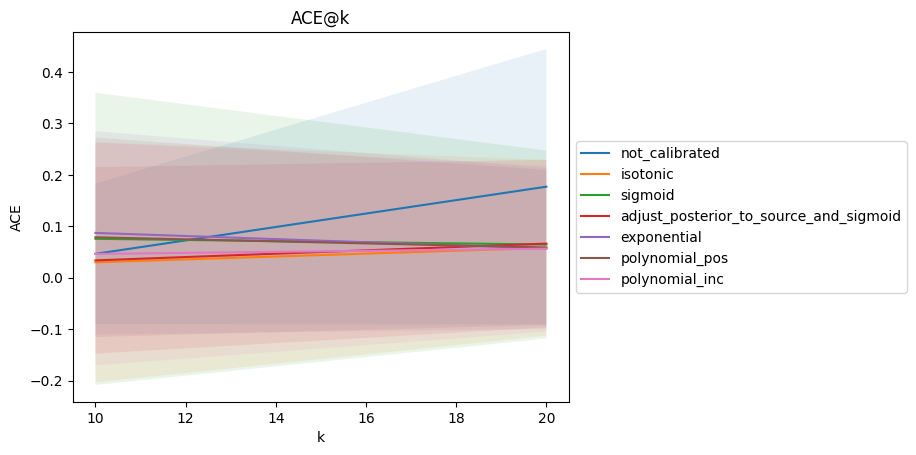 ACE@k
0.4
0.3
0.2
0.1
0.0
−0.1
−0.2
ACE
10
12
14
16
18
20
k
not_calibrated
isotonic
sigmoid
adjust_posterior_to_source_and_sigmoid
exponential
polynomial_pos
polynomial_inc